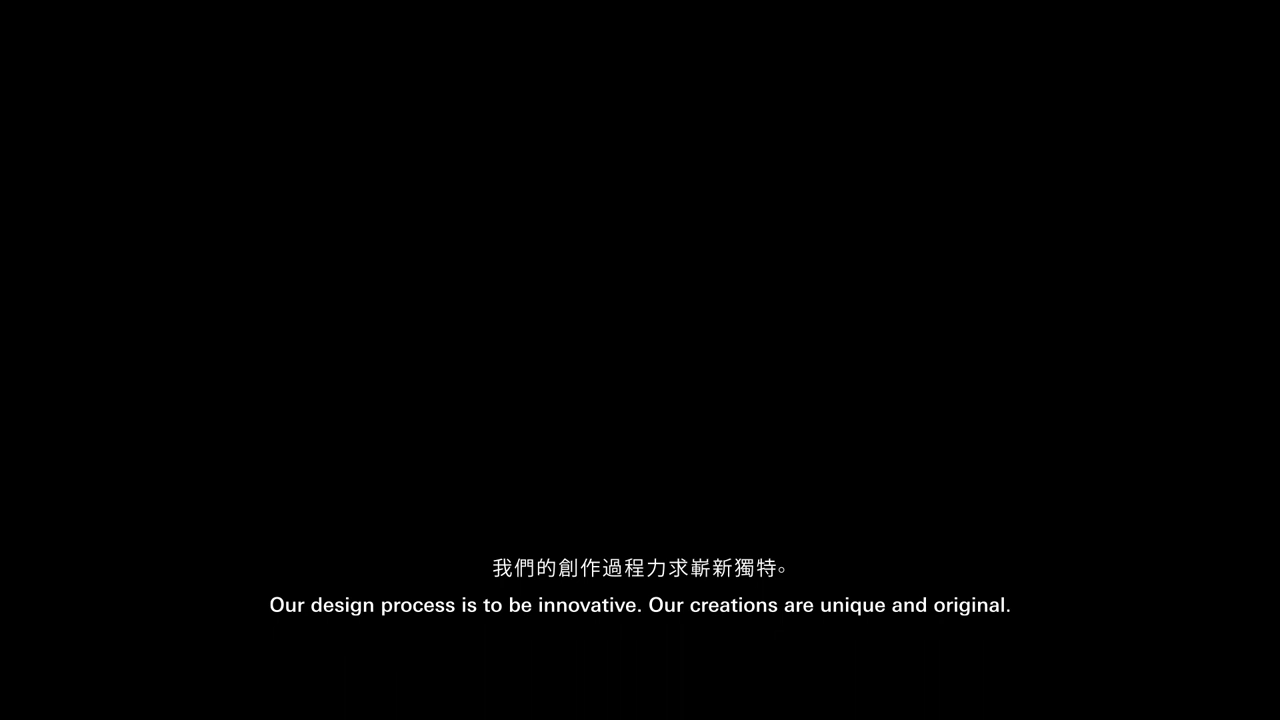 我們的創作過程力求嶄新獨特。
Our design process is to be innovative. Our creations are unique and original.